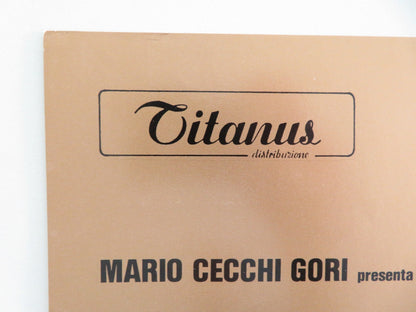 Titanus
distribuzione
MARIO CECCHI GORI presenta